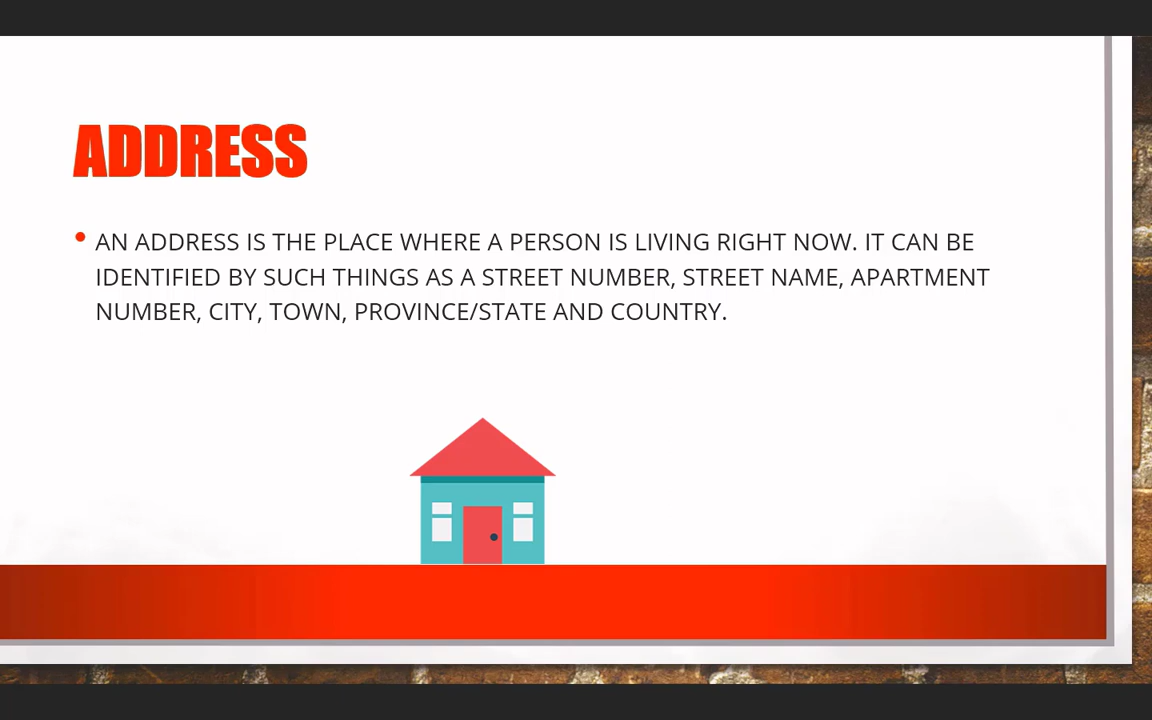 ADDRESS
• AN ADDRESS IS THE PLACE WHERE A PERSON IS LIVING RIGHT NOW. IT CAN BE
IDENTIFIED BY SUCH THINGS AS A STREET NUMBER, STREET NAME, APARTMENT
NUMBER, CITY, TOWN, PROVINCE/STATE AND COUNTRY.